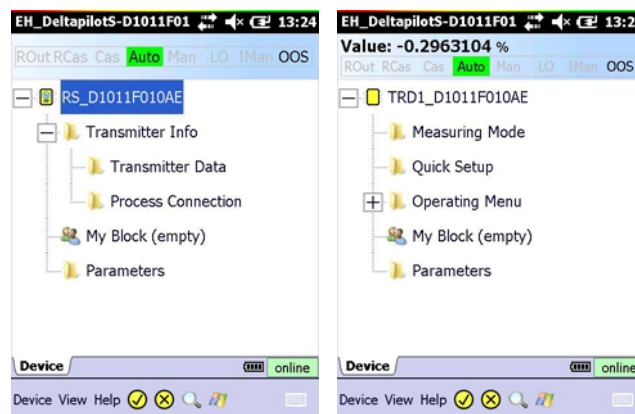 EH_DeltapilotS-D1011F01 13:24
ROut RCas Cas Auto Man LO IMan OOS
RS_D1011F010AE
Transmitter Info
Transmitter Data
Process Connection
My Block (empty)
Parameters
Device online
Device View Help
EH_DeltapilotS-D1011F01 13:2
Value: -0.2963104 %
ROut RCas Cas Auto Man LO IMan OOS
TRD1_D1011F010AE
Measuring Mode
Quick Setup
Operating Menu
My Block (empty)
Parameters
Device online
Device View Help